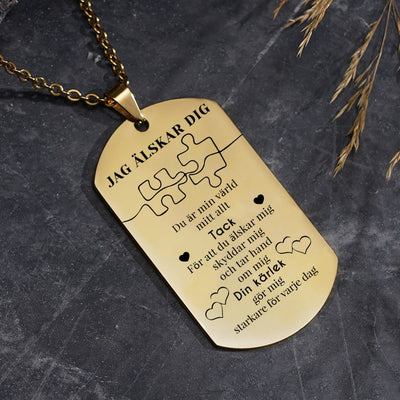 JAG ÄLSKAR DIG
Du är min värld
mitt allt
Tack
För att du älskar mig
skyddar mig
och tar hand
om mig
Din kärlek
gör mig
starkare för varje dag